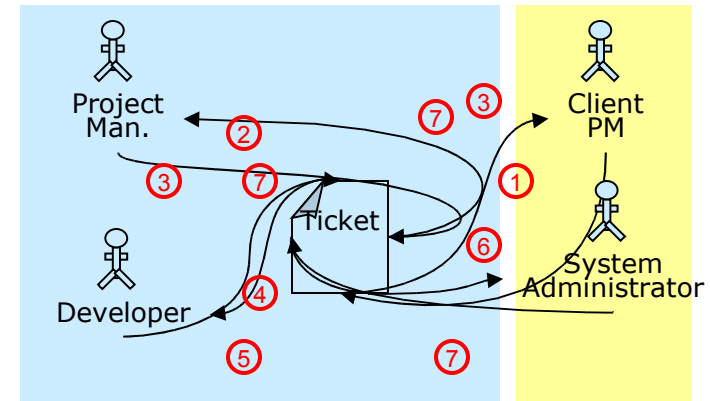 Project
Man.
Client
PM
3
7
2
3
7
1
Ticket
6
System
Administrator
4
Developer
5
7